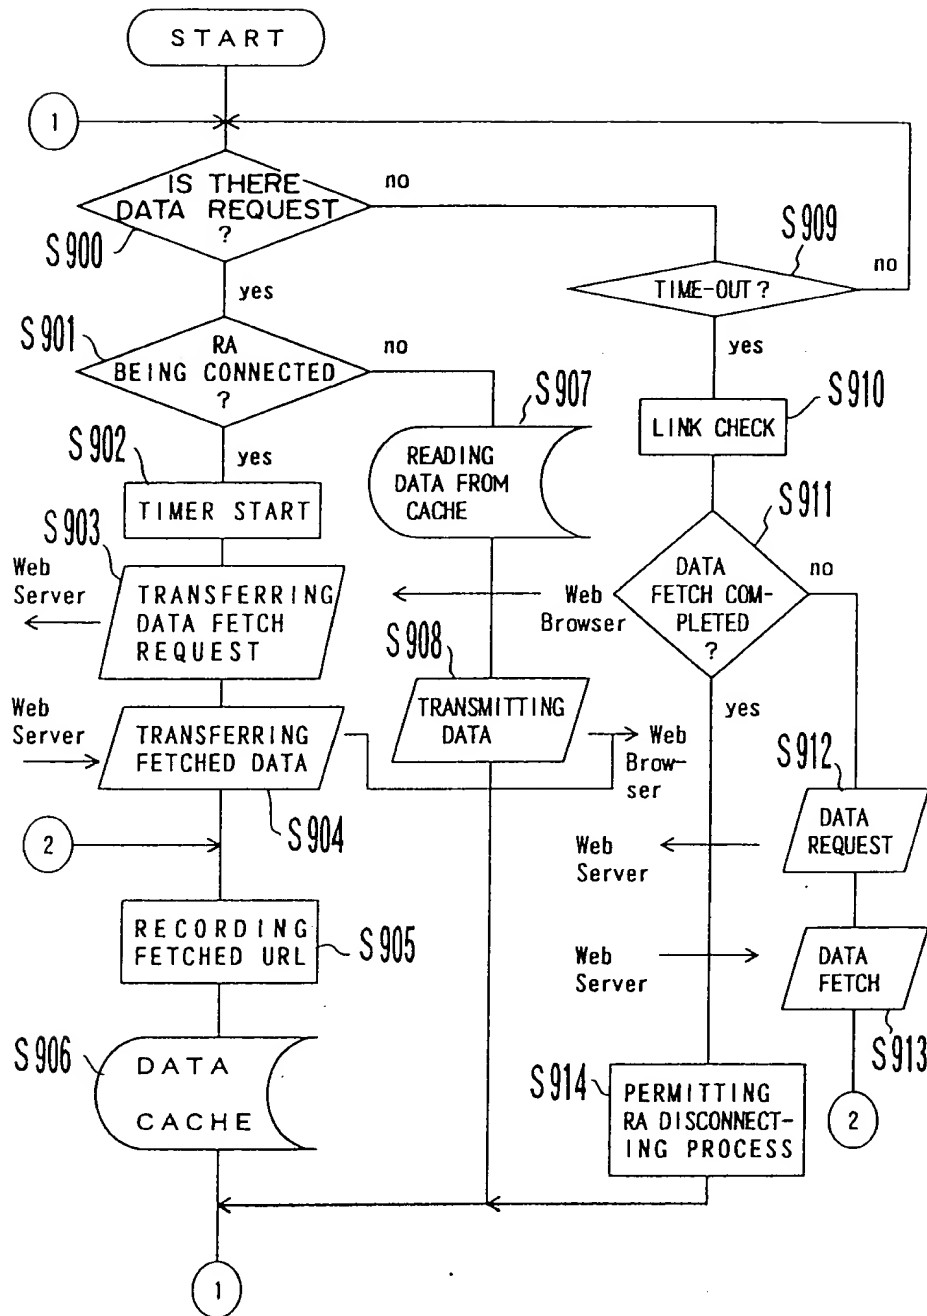 START
1
IS THERE
DATA REQUEST
?
no
S900
yes
S909
TIME-OUT?
no
yes
S901
RA
BEING CONNECTED
?
no
yes
S907
READING
DATA FROM
CACHE
S910
LINK CHECK
S902
TIMER START
S911
DATA
FETCH COM-
PLETED
?
no
yes
S903
Web
Server
TRANSFERRING
DATA FETCH
REQUEST
Web
Browser
S908
TRANSMITTING
DATA
Web
Brow-
ser
Web
Server
TRANSFERRING
FETCHED DATA
S904
S912
DATA
REQUEST
Web
Server
2
RECORDING
FETCHED URL
S905
Web
Server
DATA
FETCH
S913
S906
DATA
CACHE
S914
PERMITTING
RA DISCONNECT-
ING PROCESS
2
1